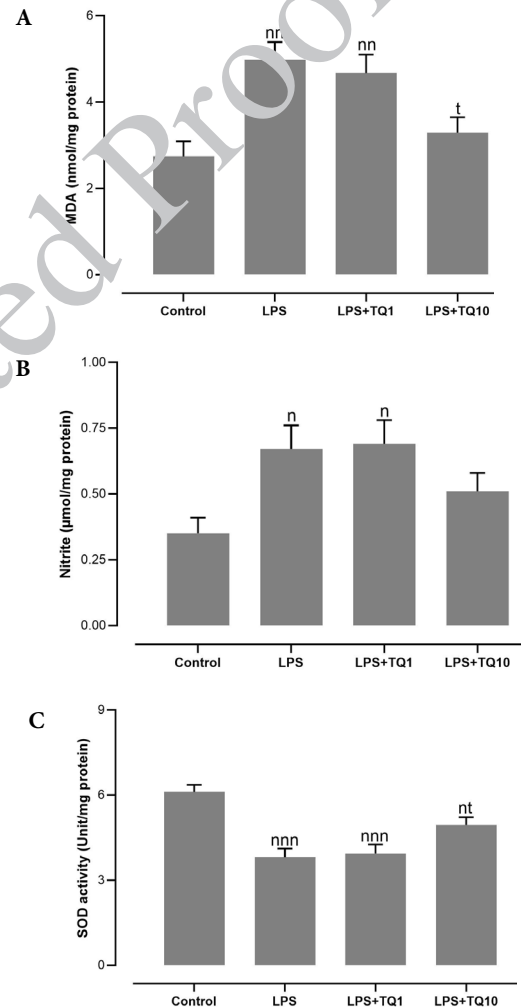 A
6
4
2
0
MDA (nmol/mg protein)
nn
nn
t
Control LPS LPS+TQ1 LPS+TQ10
ed Proof
B
1.00
0.75
0.50
0.25
0.00
Nitrite (µmol/mg protein)
n
n
Control LPS LPS+TQ1 LPS+TQ10
C
9
6
3
0
SOD activity (Unit/mg protein)
nnn
nnn
nt
Control LPS LPS+TQ1 LPS+TQ10